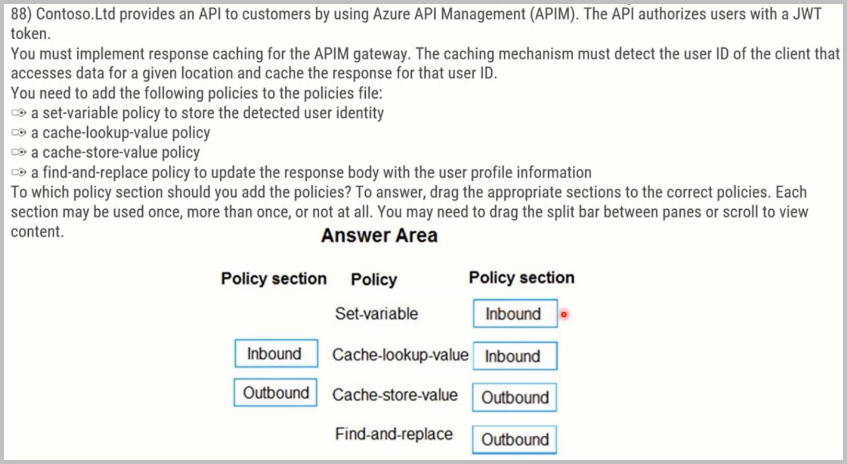 88) Contoso.Ltd provides an API to customers by using Azure API Management (APIM). The API authorizes users with a JWT
token.
You must implement response caching for the APIM gateway. The caching mechanism must detect the user ID of the client that
accesses data for a given location and cache the response for that user ID.
You need to add the following policies to the policies file:
a set-variable policy to store the detected user identity
a cache-lookup-value policy
a cache-store-value policy
a find-and-replace policy to update the response body with the user profile information
To which policy section should you add the policies? To answer, drag the appropriate sections to the correct policies. Each
section may be used once, more than once, or not at all. You may need to drag the split bar between panes or scroll to view
content.
Answer Area
Policy section Policy Policy section
Set-variable Inbound
Inbound Cache-lookup-value Inbound
Outbound Cache-store-value Outbound
Find-and-replace Outbound